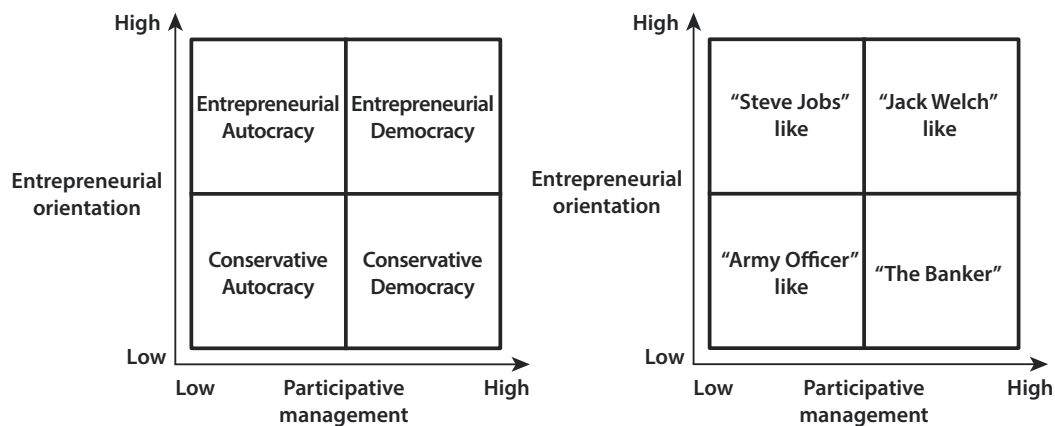 High
Entrepreneurial
Autocracy
Entrepreneurial
Democracy
Entrepreneurial
orientation
Conservative
Autocracy
Conservative
Democracy
Low
Low
Participative
management
High
High
“Steve Jobs”
like
“Jack Welch”
like
Entrepreneurial
orientation
“Army Officer”
like
“The Banker”
Low
Low
Participative
management
High